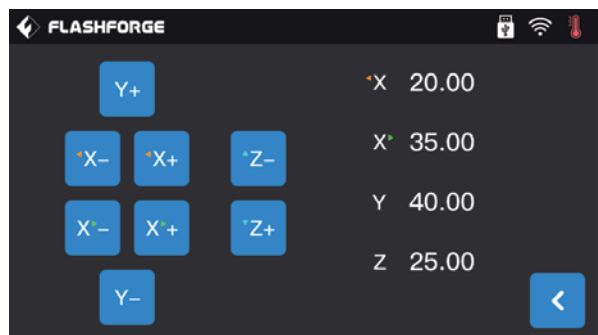 FLASHFORGE
Y+
X 20.00
X- X+ Z-
X 35.00
Y 40.00
X- X+ Z+
Z 25.00
Y-